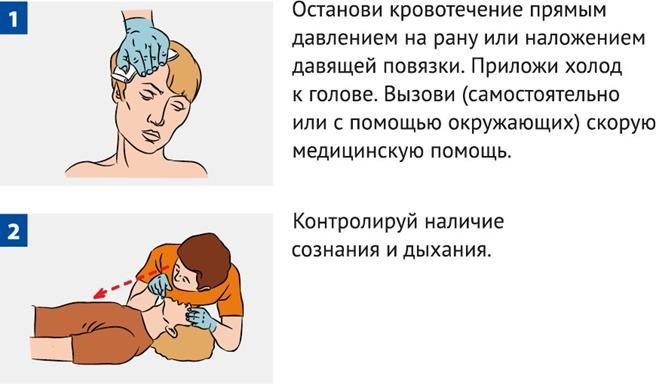 1
Останови кровотечение прямым
давлением на рану или наложением
давящей повязки. Приложи холод
к голове. Вызови (самостоятельно
или с помощью окружающих) скорую
медицинскую помощь.
2
Контролируй наличие
сознания и дыхания.